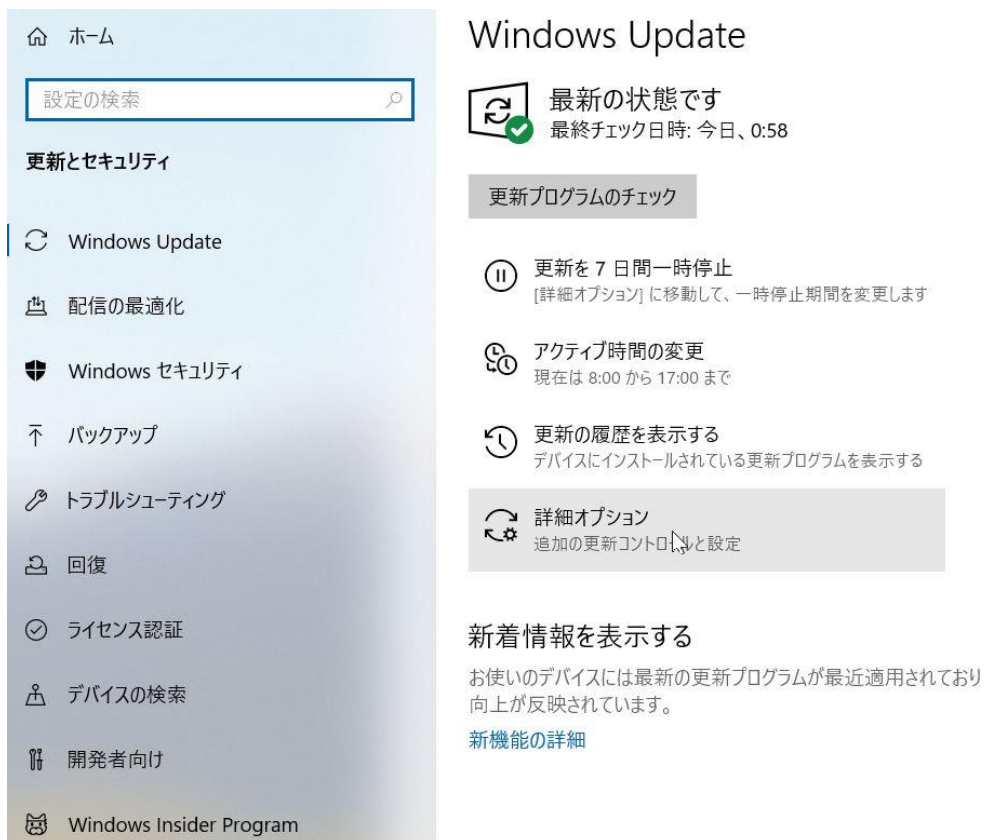 ホーム
設定の検索
更新とセキュリティ
Windows Update
配信の最適化
Windows セキュリティ
バックアップ
トラブルシューティング
回復
ライセンス認証
デバイスの検索
開発者向け
Windows Insider Program
Windows Update
最新の状態です
最終チェック日時: 今日、0:58
更新プログラムのチェック
更新を 7 日間一時停止
[詳細オプション] に移動して、一時停止期間を変更します
アクティブ時間の変更
現在は 8:00 から 17:00 まで
更新の履歴を表示する
デバイスにインストールされている更新プログラムを表示する
詳細オプション
追加の更新コントロールと設定
新着情報を表示する
お使いのデバイスには最新の更新プログラムが最近適用されており
向上が反映されています。
新機能の詳細